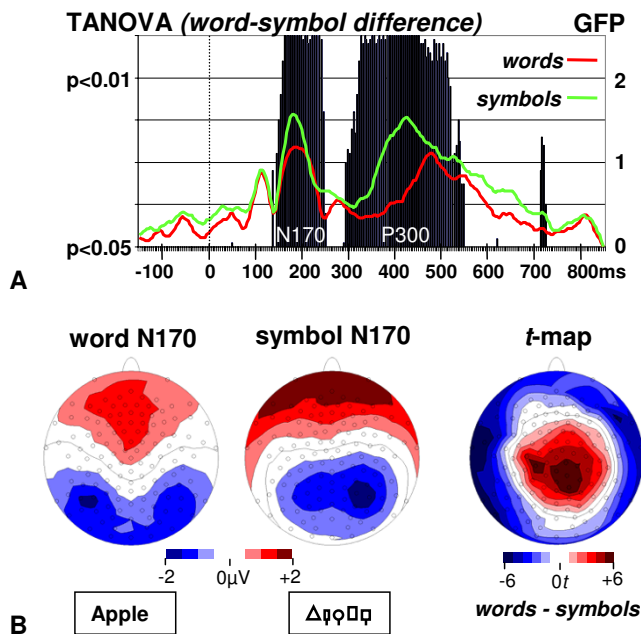 TANOVA (word-symbol difference) GFP
p<0.01
words
symbols
2
1
N170
P300
p<0.05
0
-100 0 100 200 300 400 500 600 700 800ms
A
word N170 symbol N170 t-map
-2 0µV +2
-6 0t +6
Apple
words - symbols
B